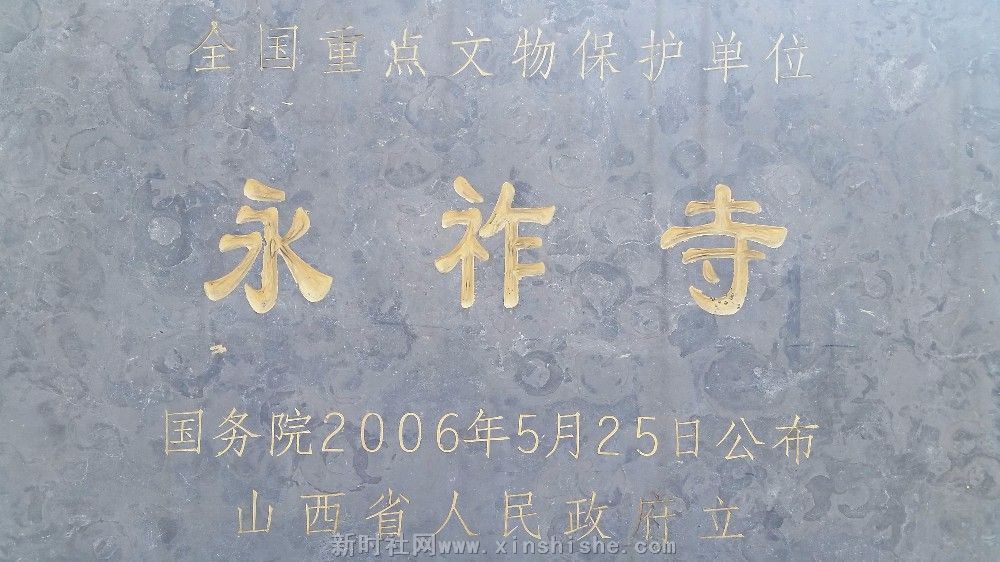 全国重点文物保护单位
永祚寺
国务院2006年5月25日公布
山西省人民政府立
新时社网www.xinshishe.com